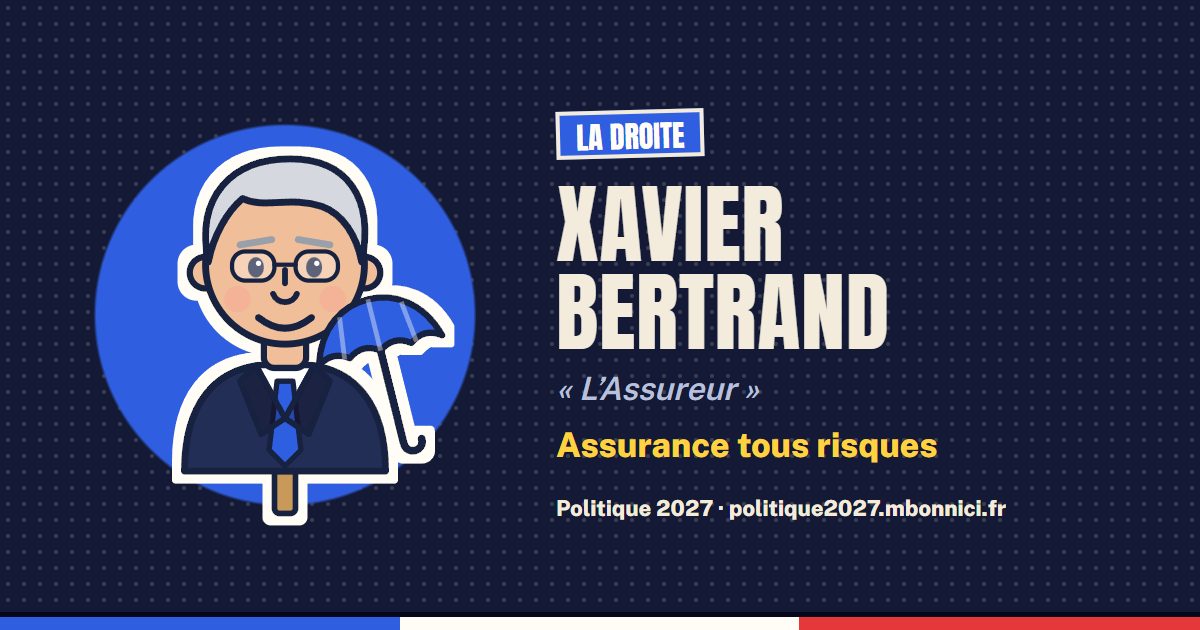 LA DROITE
XAVIER
BERTRAND
« L’Assureur »
Assurance tous risques
Politique 2027 · politique2027.mbonnici.fr